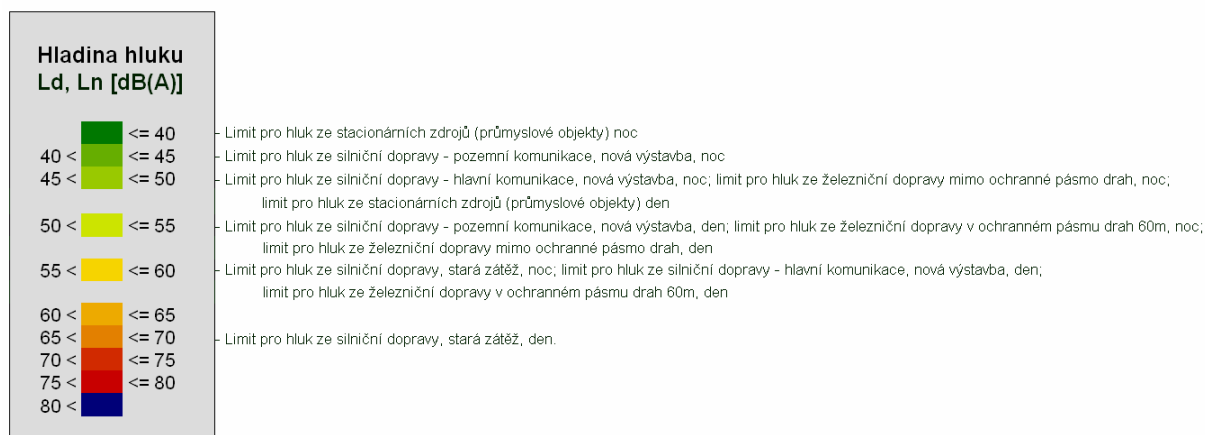 Hladina hluku
Ld, Ln [dB(A)]
<= 40 - Limit pro hluk ze stacionárních zdrojů (průmyslové objekty) noc
40 < <= 45 - Limit pro hluk ze silniční dopravy - pozemní komunikace, nová výstavba, noc
45 < <= 50 - Limit pro hluk ze silniční dopravy - hlavní komunikace, nová výstavba, noc; limit pro hluk ze železniční dopravy mimo ochranné pásmo drah, noc;
limit pro hluk ze stacionárních zdrojů (průmyslové objekty) den
50 < <= 55 - Limit pro hluk ze silniční dopravy - pozemní komunikace, nová výstavba, den; limit pro hluk ze železniční dopravy v ochranném pásmu drah 60m, noc;
limit pro hluk ze železniční dopravy mimo ochranné pásmo drah, den
55 < <= 60 - Limit pro hluk ze silniční dopravy, stará zátěž, noc; limit pro hluk ze silniční dopravy - hlavní komunikace, nová výstavba, den;
limit pro hluk ze železniční dopravy v ochranném pásmu drah 60m, den
60 < <= 65
65 < <= 70 - Limit pro hluk ze silniční dopravy, stará zátěž, den.
70 < <= 75
75 < <= 80
80 <